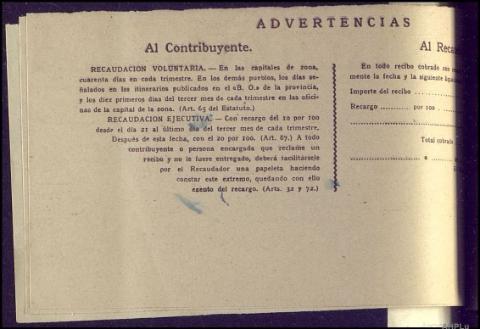 ADVERTENCIAS
Al Contribuyente.
RECAUDACION VOLUNTARIA.—En las capitales de zona,
cuarenta días en cada trimestre. En los demás pueblos, los días se-
ñalados en los itinerarios publicados en el «B. O.» de la provincia,
y los diez primeros días del tercer mes de cada trimestre en las ofici-
nas de la capital de la zona. (Art. 65 del Estatuto.)
RECAUDACIÓN EJECUTIVA.—Con recargo del 10 por 100
desde el día 21 al último día del tercer mes de cada trimestre.
Después de esta fecha, con el 20 por 100. (Art. 67.) A todo
contribuyente o persona encargada que reclame un
recibo y no le fuere entregado, deberá facilitársele
por el Recaudador una papeleta haciendo
constar este extremo, quedando con ello
exento del recargo. (Arts. 32 y 72.)
Al Reca
En todo recibo cobrado
mente la fecha y la siguiente
Importe del recibo
Recargo por 100
Total cobrado
a
AHPLu